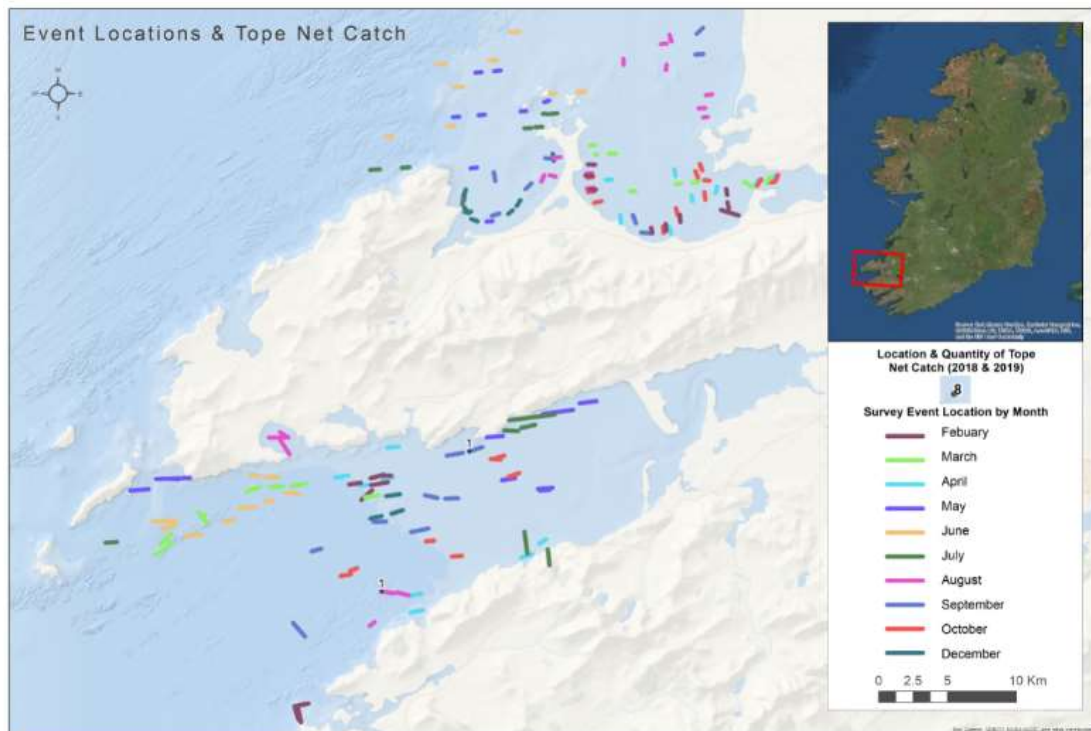 Event Locations & Tope Net Catch
N
W
E
S
1
1
Location & Quantity of Tope
Net Catch (2018 & 2019)
8
Survey Event Location by Month
Febuary
March
April
May
June
July
August
September
October
December
0 2.5 5 10 Km